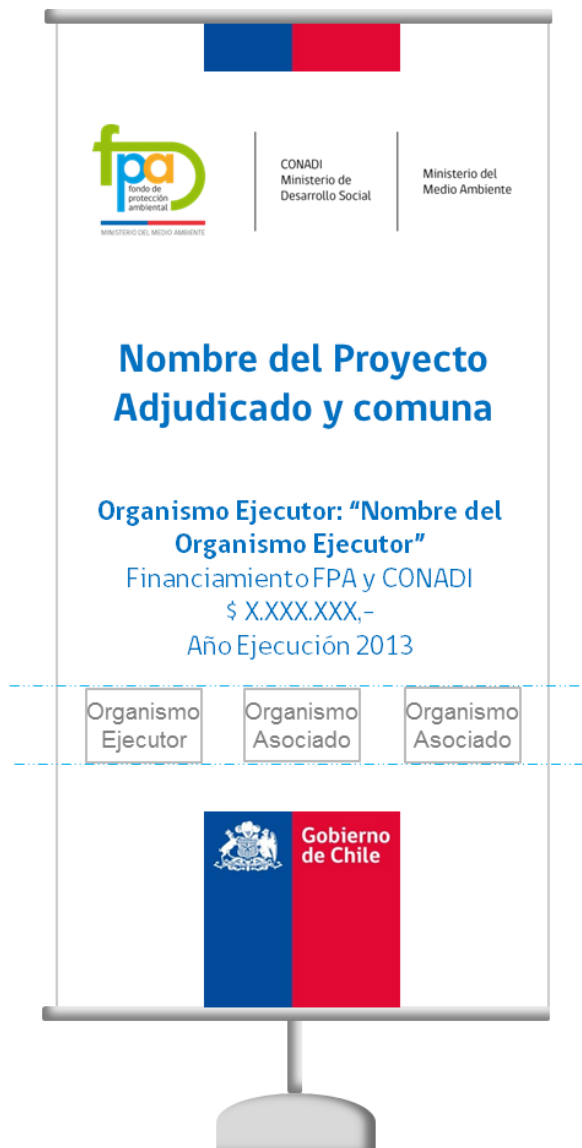 fpa
fondo de
protección
ambiental
MINISTERIO DEL MEDIO AMBIENTE
CONADI
Ministerio de
Desarrollo Social
Ministerio del
Medio Ambiente
Nombre del Proyecto
Adjudicado y comuna
Organismo Ejecutor: “Nombre del
Organismo Ejecutor”
Financiamiento FPA y CONADI
$ X.XXX.XXX,–
Año Ejecución 2013
Organismo
Ejecutor
Organismo
Asociado
Organismo
Asociado
Gobierno
de Chile